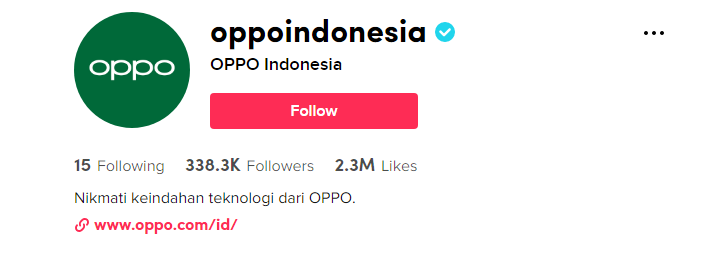 oppo
oppoindonesia
OPPO Indonesia
Follow
15 Following 338.3K Followers 2.3M Likes
Nikmati keindahan teknologi dari OPPO.
www.oppo.com/id/